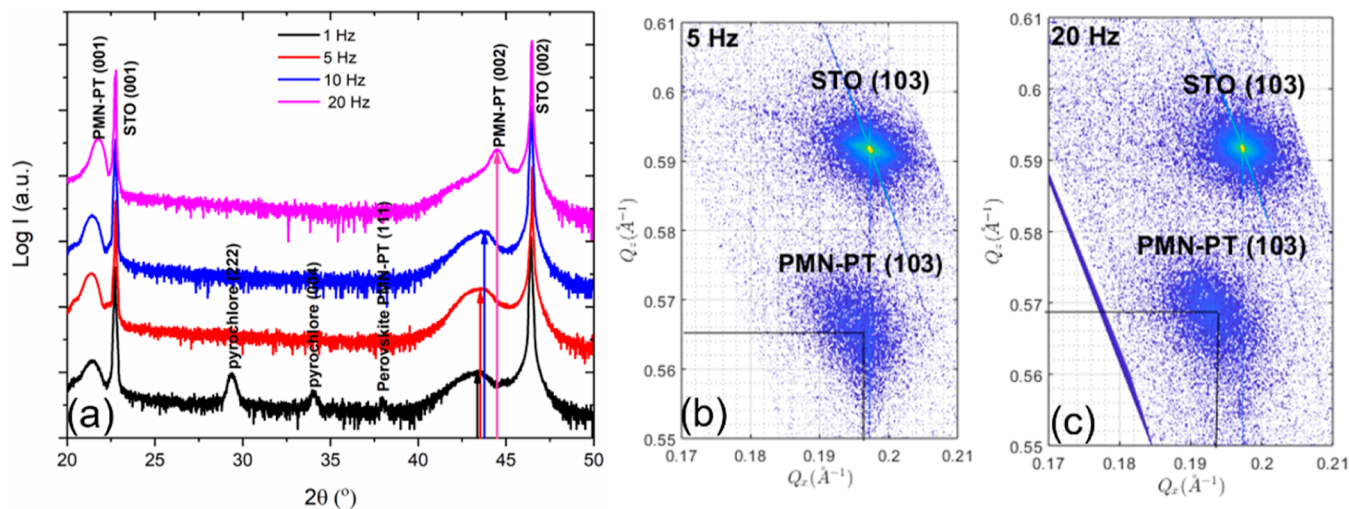 (a)
Log I (a.u.)
1 Hz
5 Hz
10 Hz
20 Hz
PMN-PT (001)
STO (001)
pyrochlore (222)
pyrochlore (004)
Perovskite PMN-PT (111)
PMN-PT (002)
STO (002)
20 25 30 35 40 45 50
2θ (°)
5 Hz
STO (103)
PMN-PT (103)
(b)
0.61
0.6
0.59
0.58
0.57
0.56
0.55
Qz(Å⁻¹)
0.17 0.18 0.19 0.2 0.21
Qx(Å⁻¹)
20 Hz
STO (103)
PMN-PT (103)
(c)
0.61
0.6
0.59
0.58
0.57
0.56
0.55
Qz(Å⁻¹)
0.17 0.18 0.19 0.2 0.21
Qx(Å⁻¹)